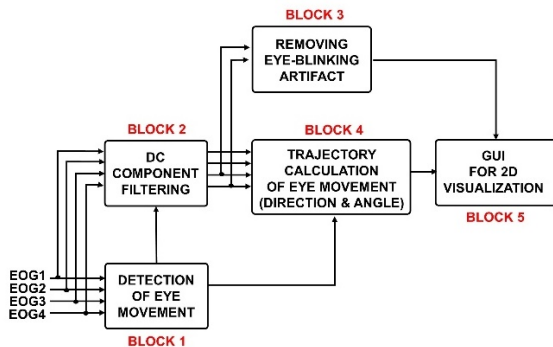 BLOCK 3
REMOVING
EYE-BLINKING
ARTIFACT
BLOCK 2
DC
COMPONENT
FILTERING
BLOCK 4
TRAJECTORY
CALCULATION
OF EYE MOVEMENT
(DIRECTION & ANGLE)
GUI
FOR 2D
VISUALIZATION
BLOCK 5
EOG1
EOG2
EOG3
EOG4
DETECTION
OF EYE
MOVEMENT
BLOCK 1